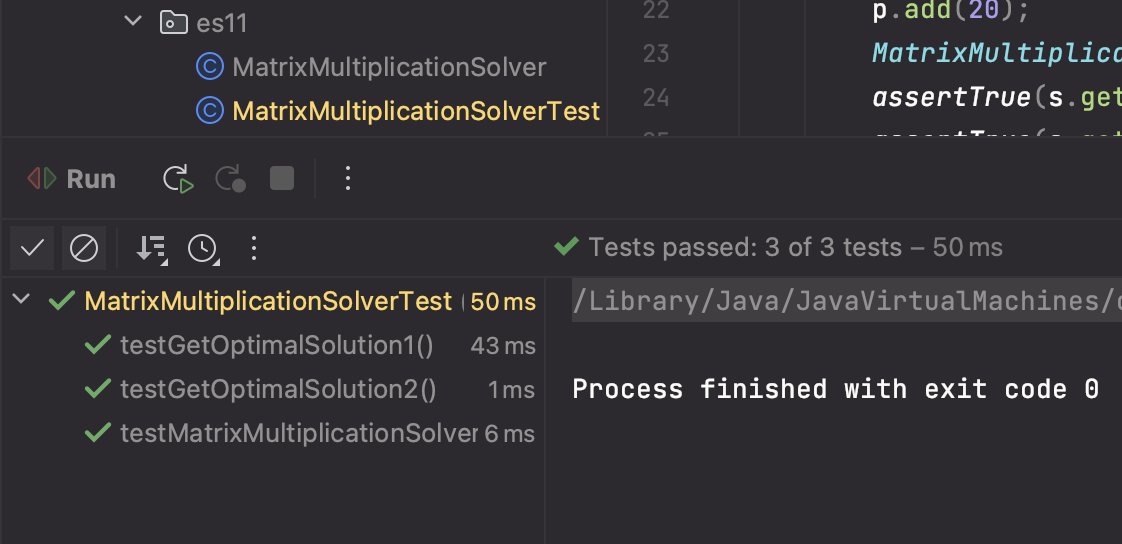 es11
MatrixMultiplicationSolver
MatrixMultiplicationSolverTest
22 p.add(20);
23
24 assertTrue(s.get
Run
Tests passed: 3 of 3 tests – 50 ms
MatrixMultiplicationSolverTest 50 ms
testGetOptimalSolution1() 43 ms
testGetOptimalSolution2() 1 ms
testMatrixMultiplicationSolver 6 ms
/Library/Java/JavaVirtualMachines/
Process finished with exit code 0